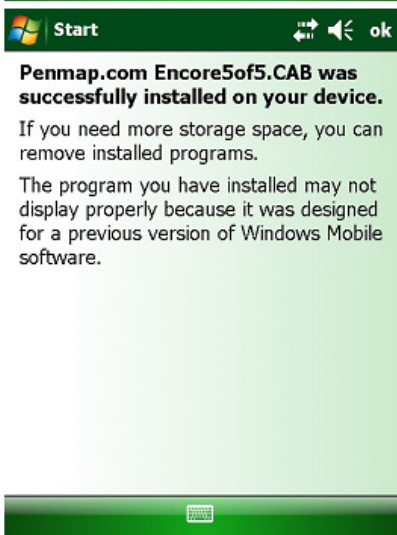 Start ok
Penmap.com Encore5of5.CAB was
successfully installed on your device.
If you need more storage space, you can
remove installed programs.
The program you have installed may not
display properly because it was designed
for a previous version of Windows Mobile
software.